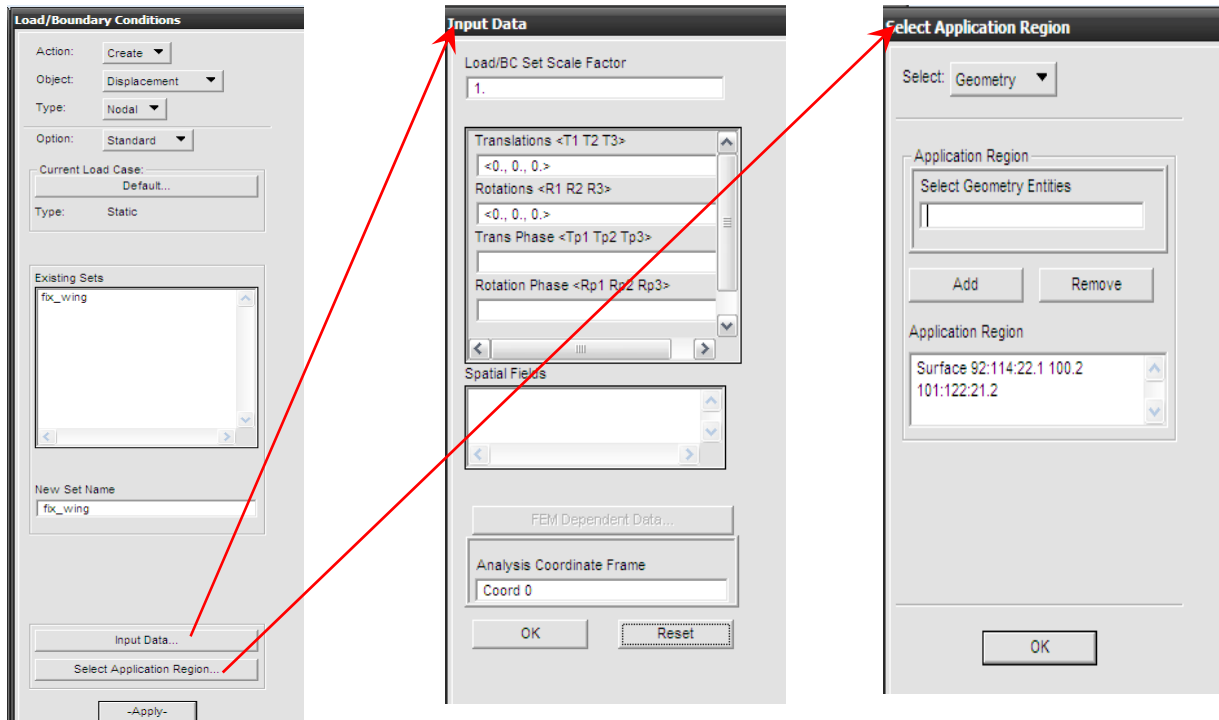 Load/Boundary Conditions
Action: Create
Object: Displacement
Type: Nodal
Option: Standard
Current Load Case:
Default...
Type: Static
Existing Sets
fix_wing
New Set Name
fix_wing
Input Data...
Select Application Region...
-Apply-
Input Data
Load/BC Set Scale Factor
1.
Translations <T1 T2 T3>
<0., 0., 0.>
Rotations <R1 R2 R3>
<0., 0., 0.>
Trans Phase <Tp1 Tp2 Tp3>
Rotation Phase <Rp1 Rp2 Rp3>
Spatial Fields
FEM Dependent Data...
Analysis Coordinate Frame
Coord 0
OK Reset
Select Application Region
Select: Geometry
Application Region
Select Geometry Entities
Add Remove
Application Region
Surface 92:114:22.1 100.2
101:122:21.2
OK